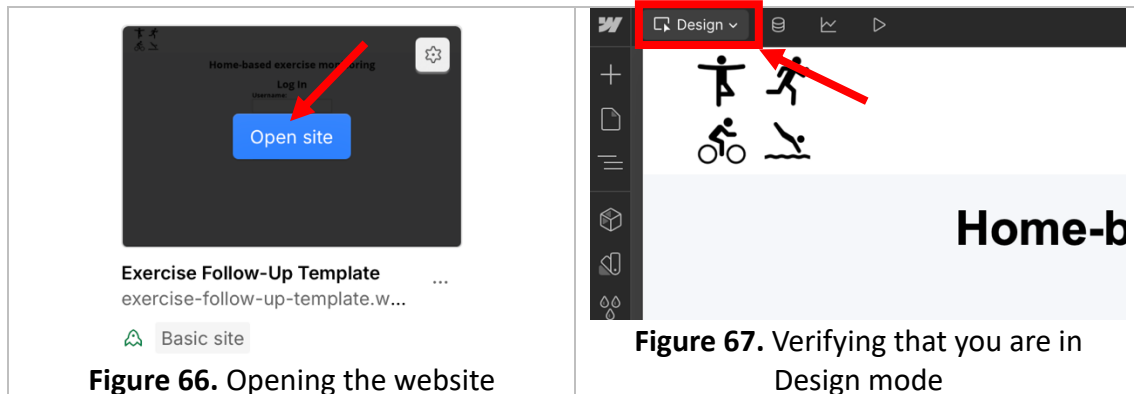 Home-based exercise monitoring
Log In
Username:
Open site
Exercise Follow-Up Template
...
exercise-follow-up-template.w...
Basic site
Figure 66. Opening the website
Design
Home-b
Figure 67. Verifying that you are in
Design mode